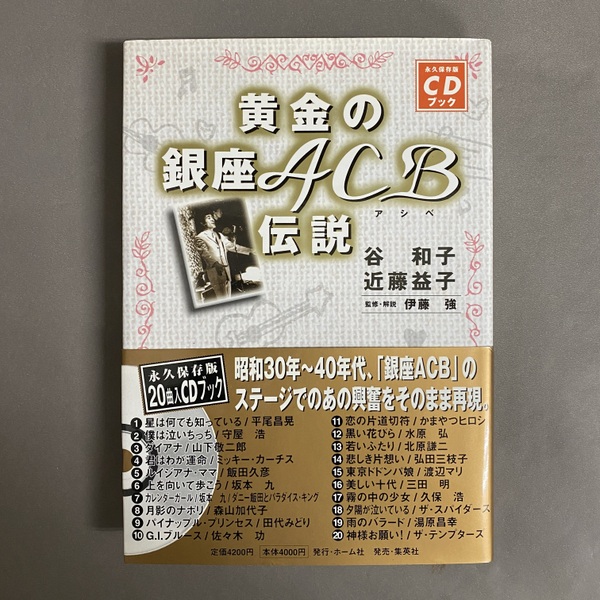 永久保存版
CD
ブック
黄金の
銀座ACB
アシベ
伝説
谷 和子
近藤益子
監修・解説 伊藤 強
永久保存版
20曲入CDブック
昭和30年～40年代、「銀座ACB」の
ステージでのあの興奮をそのまま再現。
1 星は何でも知っている/平尾昌晃
2 僕は泣いちっち/守屋 浩
3 ダイアナ/山下敬二郎
4 君はわが運命/ミッキー・カーチス
5 ルイジアナ・ママ/飯田久彦
6 上を向いて歩こう/坂本 九
7 カレンダーガール/坂本 九/ダニー飯田とパラダイス・キング
8 月影のナポリ/森山加代子
9 パイナップル・プリンセス/田代みどり
10 G.I.ブルース/佐々木 功
11 恋の片道切符/かまやつヒロシ
12 黒い花びら/水原 弘
13 若いふたり/北原謙二
14 悲しき片想い/弘田三枝子
15 東京ドドンパ娘/渡辺マリ
16 美しい十代/三田 明
17 霧の中の少女/久保 浩
18 夕陽が泣いている/ザ・スパイダース
19 雨のバラード/湯原昌幸
20 神様お願い!/ザ・テンプターズ
定価4200円 本体4000円 発行・ホーム社 発売・集英社